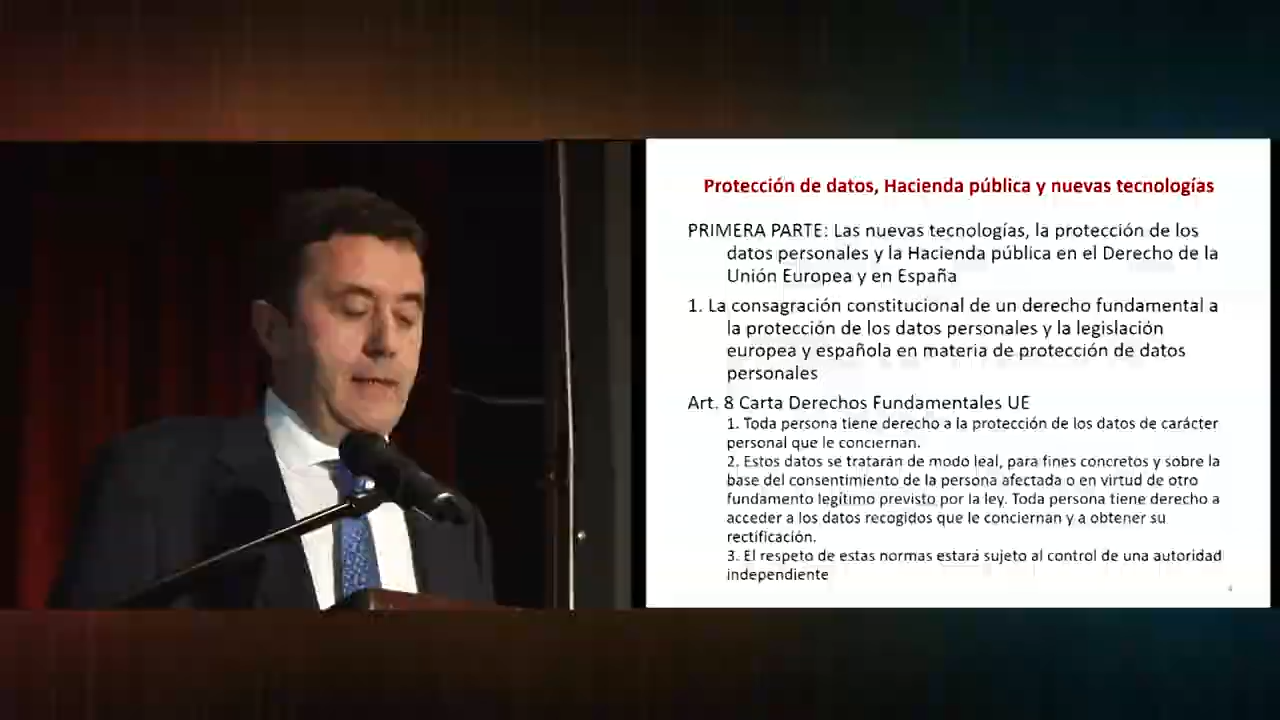 Protección de datos, Hacienda pública y nuevas tecnologías
PRIMERA PARTE: Las nuevas tecnologías, la protección de los
datos personales y la Hacienda pública en el Derecho de la
Unión Europea y en España
1. La consagración constitucional de un derecho fundamental a
la protección de los datos personales y la legislación
europea y española en materia de protección de datos
personales
Art. 8 Carta Derechos Fundamentales UE
1. Toda persona tiene derecho a la protección de los datos de carácter
personal que le conciernan.
2. Estos datos se tratarán de modo leal, para fines concretos y sobre la
base del consentimiento de la persona afectada o en virtud de otro
fundamento legítimo previsto por la ley. Toda persona tiene derecho a
acceder a los datos recogidos que le conciernan y a obtener su
rectificación.
3. El respeto de estas normas estará sujeto al control de una autoridad
independiente